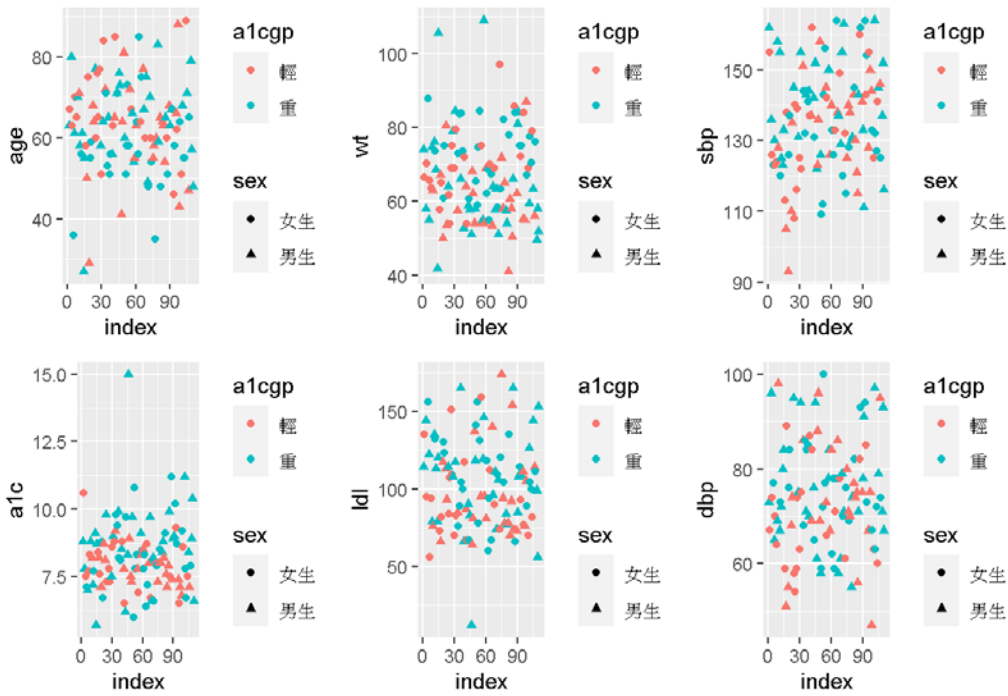 age
80
60
40
0 30 60 90
index
a1cgp
輕
重
sex
女生
男生
wt
100
80
60
40
0 30 60 90
index
a1cgp
輕
重
sex
女生
男生
sbp
150
130
110
90
0 30 60 90
index
a1cgp
輕
重
sex
女生
男生
a1c
15.0
12.5
10.0
7.5
0 30 60 90
index
a1cgp
輕
重
sex
女生
男生
ldl
150
100
50
0 30 60 90
index
a1cgp
輕
重
sex
女生
男生
dbp
100
80
60
0 30 60 90
index
a1cgp
輕
重
sex
女生
男生